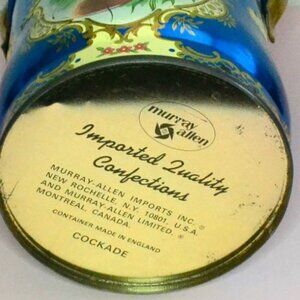 murray
allen
Imported Quality
Confections
MURRAY-ALLEN IMPORTS INC.®
NEW ROCHELLE, N.Y. 10801 U.S.A
AND MURRAY-ALLEN LIMITED.®
MONTREAL, CANADA.
CONTAINER MADE IN ENGLAND
COCKADE